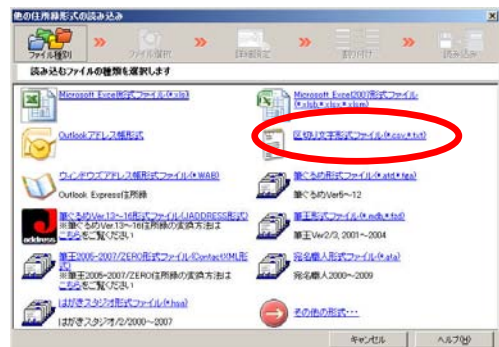 他の住所録形式の読み込み
ファイル種別 » ファイル選択 » 詳細設定 » 割り付け » 読み込み
読み込むファイルの種類を選択します
Microsoft Excel形式ファイル(*.xls)
Microsoft Excel2007形式ファイル
(*.xlsb *.xlsx *.xlsm)
Outlookアドレス帳形式
区切り文字形式ファイル(*.csv,*.txt)
ウィンドウズアドレス帳形式ファイル(*.WAB)
Outlook Express住所録
筆ぐるめ形式ファイル(*.atd *.fga)
筆ぐるめVer6~12
address
筆ぐるめVer.13~16形式ファイル(JADDRESS形式)
※筆ぐるめVer.13~16住所録の変換方法は
こちらをご覧ください
筆王形式ファイル(*.mdb,*.fod)
筆王Ver2/3, 2001~2004
筆王2005-2007/ZERO形式ファイル(ContactXML形
式)
※筆王2005-2007/ZERO住所録の変換方法は
こちらをご覧ください
宛名職人形式ファイル(*.ata)
宛名職人2000~2009
はがきスタジオ形式ファイル(*.hsa)
はがきスタジオ/2/2000~2007
その他の形式…
キャンセル
ヘルプ(H)